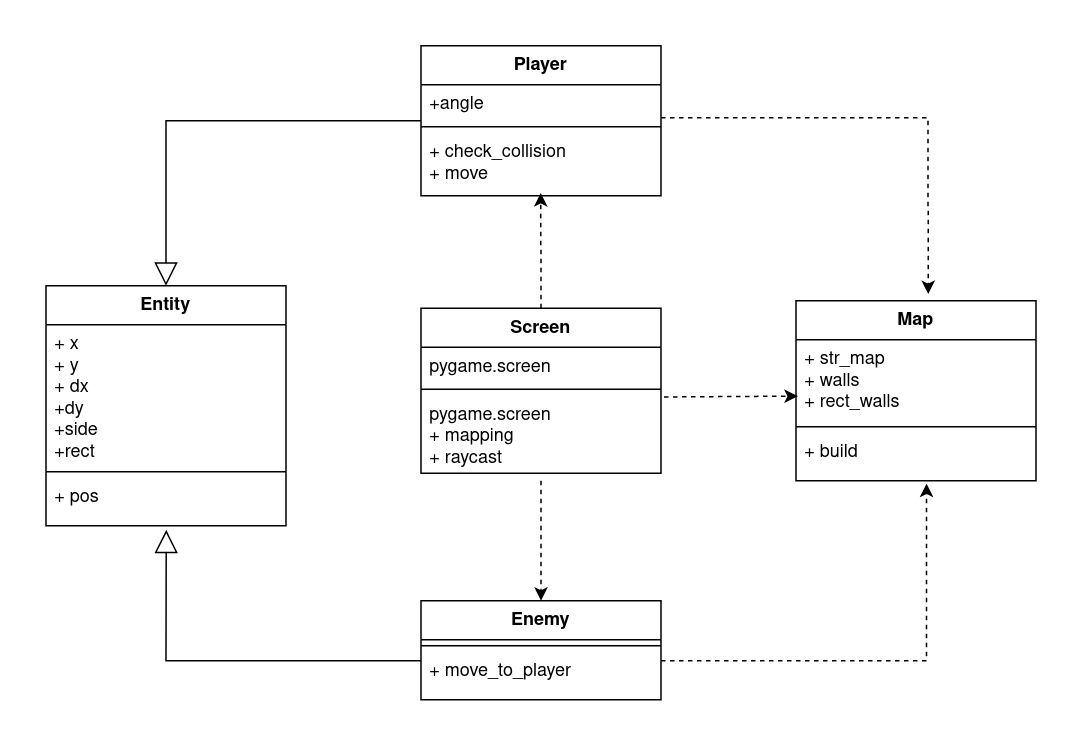 Player
+angle
+ check_collision
+ move
Entity
+ x
+ y
+ dx
+dy
+side
+rect
+ pos
Screen
pygame.screen
pygame.screen
+ mapping
+ raycast
Map
+ str_map
+ walls
+ rect_walls
+ build
Enemy
+ move_to_player